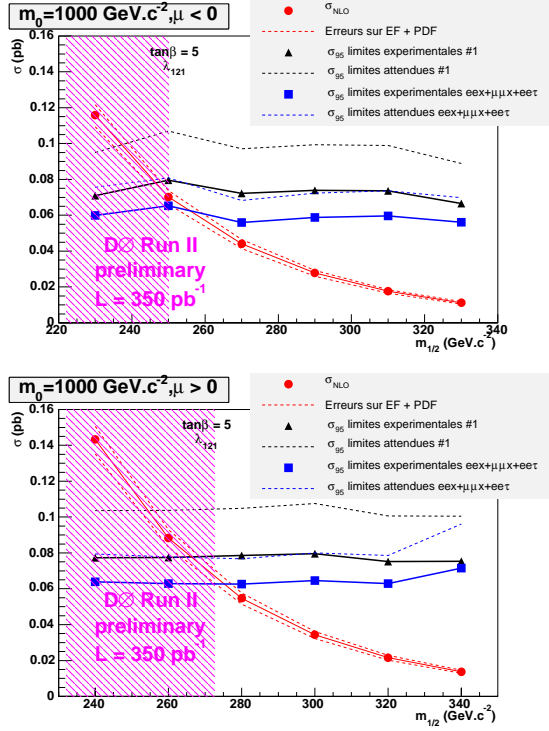 m₀=1000 GeV.c⁻²,μ < 0
σ (pb)
0.16
0.14
0.12
0.1
0.08
0.06
0.04
0.02
0
tanβ = 5
λ₁₂₁
σ_NLO
Erreurs sur EF + PDF
σ₉₅ limites experimentales #1
σ₉₅ limites attendues #1
σ₉₅ limites experimentales eex+μμx+eeτ
σ₉₅ limites attendues eex+μμx+eeτ
DØ Run II
preliminary
L = 350 pb⁻¹
220 240 260 280 300 320 340
m₁/₂ (GeV.c⁻²)
m₀=1000 GeV.c⁻²,μ > 0
σ (pb)
0.16
0.14
0.12
0.1
0.08
0.06
0.04
0.02
0
tanβ = 5
λ₁₂₁
σ_NLO
Erreurs sur EF + PDF
σ₉₅ limites experimentales #1
σ₉₅ limites attendues #1
σ₉₅ limites experimentales eex+μμx+eeτ
σ₉₅ limites attendues eex+μμx+eeτ
DØ Run II
preliminary
L = 350 pb⁻¹
240 260 280 300 320 340
m₁/₂ (GeV.c⁻²)